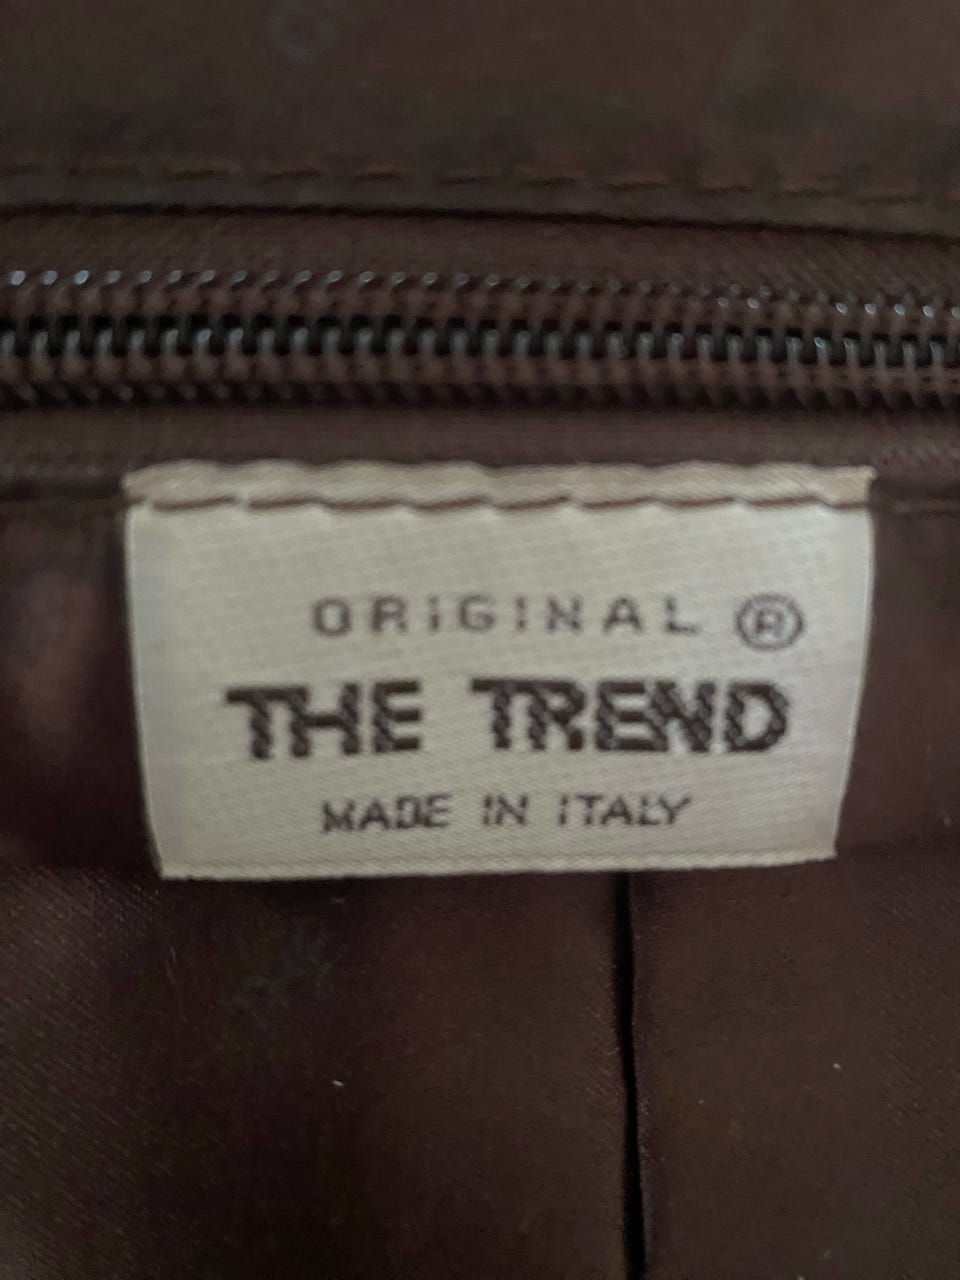 ORIGINAL ®
THE TREND
MADE IN ITALY